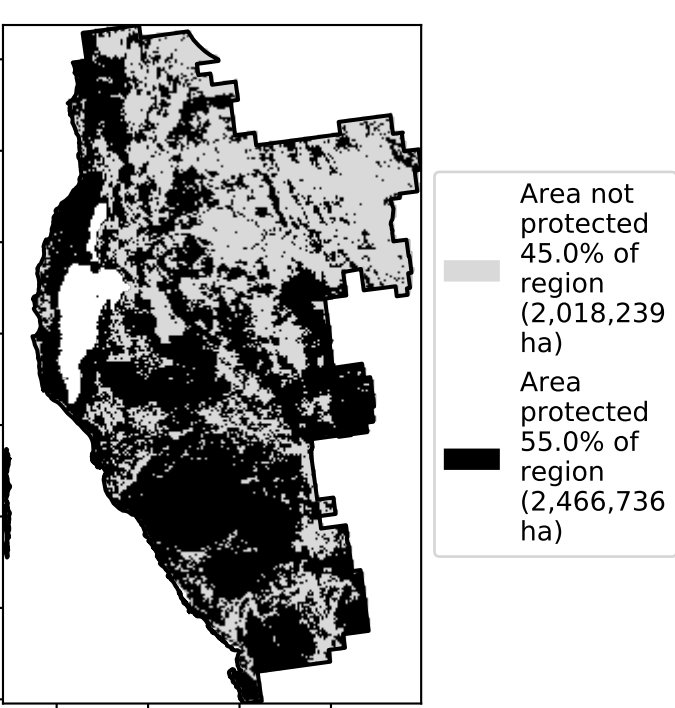 Area not
protected
45.0% of
region
(2,018,239
ha)
Area
protected
55.0% of
region
(2,466,736
ha)